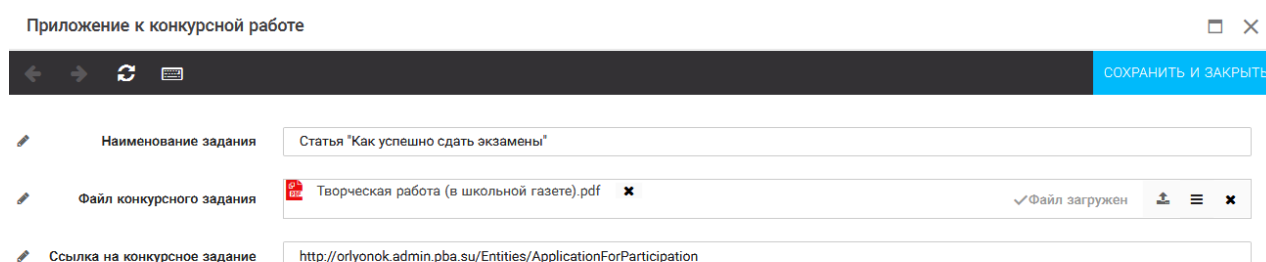 Приложение к конкурсной работе
СОХРАНИТЬ И ЗАКРЫТЬ
Наименование задания Статья "Как успешно сдать экзамены"
Файл конкурсного задания Творческая работа (в школьной газете).pdf Файл загружен
Ссылка на конкурсное задание http://orlyonok.admin.pba.su/Entities/ApplicationForParticipation